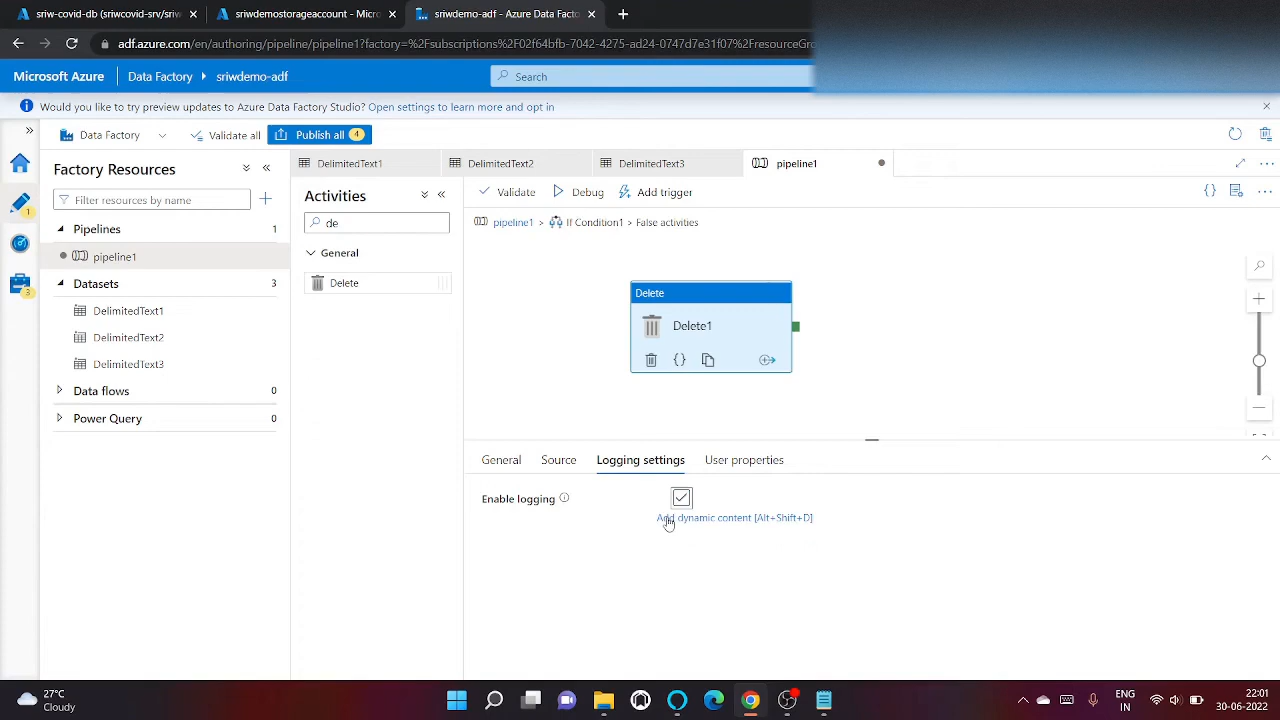 sriw-covid-db (sriwcovid-srv/sriw
sriwdemostorageaccount - Micro
sriwdemo-adf - Azure Data Factor
adf.azure.com/en/authoring/pipeline/pipeline1?factory=%2Fsubscriptions%2F02f64bfb-7042-4275-ad24-0747d7e31f07%2FresourceGro
Microsoft Azure
Data Factory
sriwdemo-adf
Search
Would you like to try preview updates to Azure Data Factory Studio? Open settings to learn more and opt in
Data Factory
Validate all
Publish all 4
Factory Resources
DelimitedText1
DelimitedText2
DelimitedText3
pipeline1
Filter resources by name
Activities
Validate
Debug
Add trigger
1
Pipelines 1
de
pipeline1 > If Condition1 > False activities
pipeline1
General
Datasets 3
Delete
3
Delete
DelimitedText1
Delete1
DelimitedText2
DelimitedText3
Data flows 0
Power Query 0
General
Source
Logging settings
User properties
Enable logging
Add dynamic content [Alt+Shift+D]
27°C
Cloudy
ENG
IN
22:01
30-06-2022